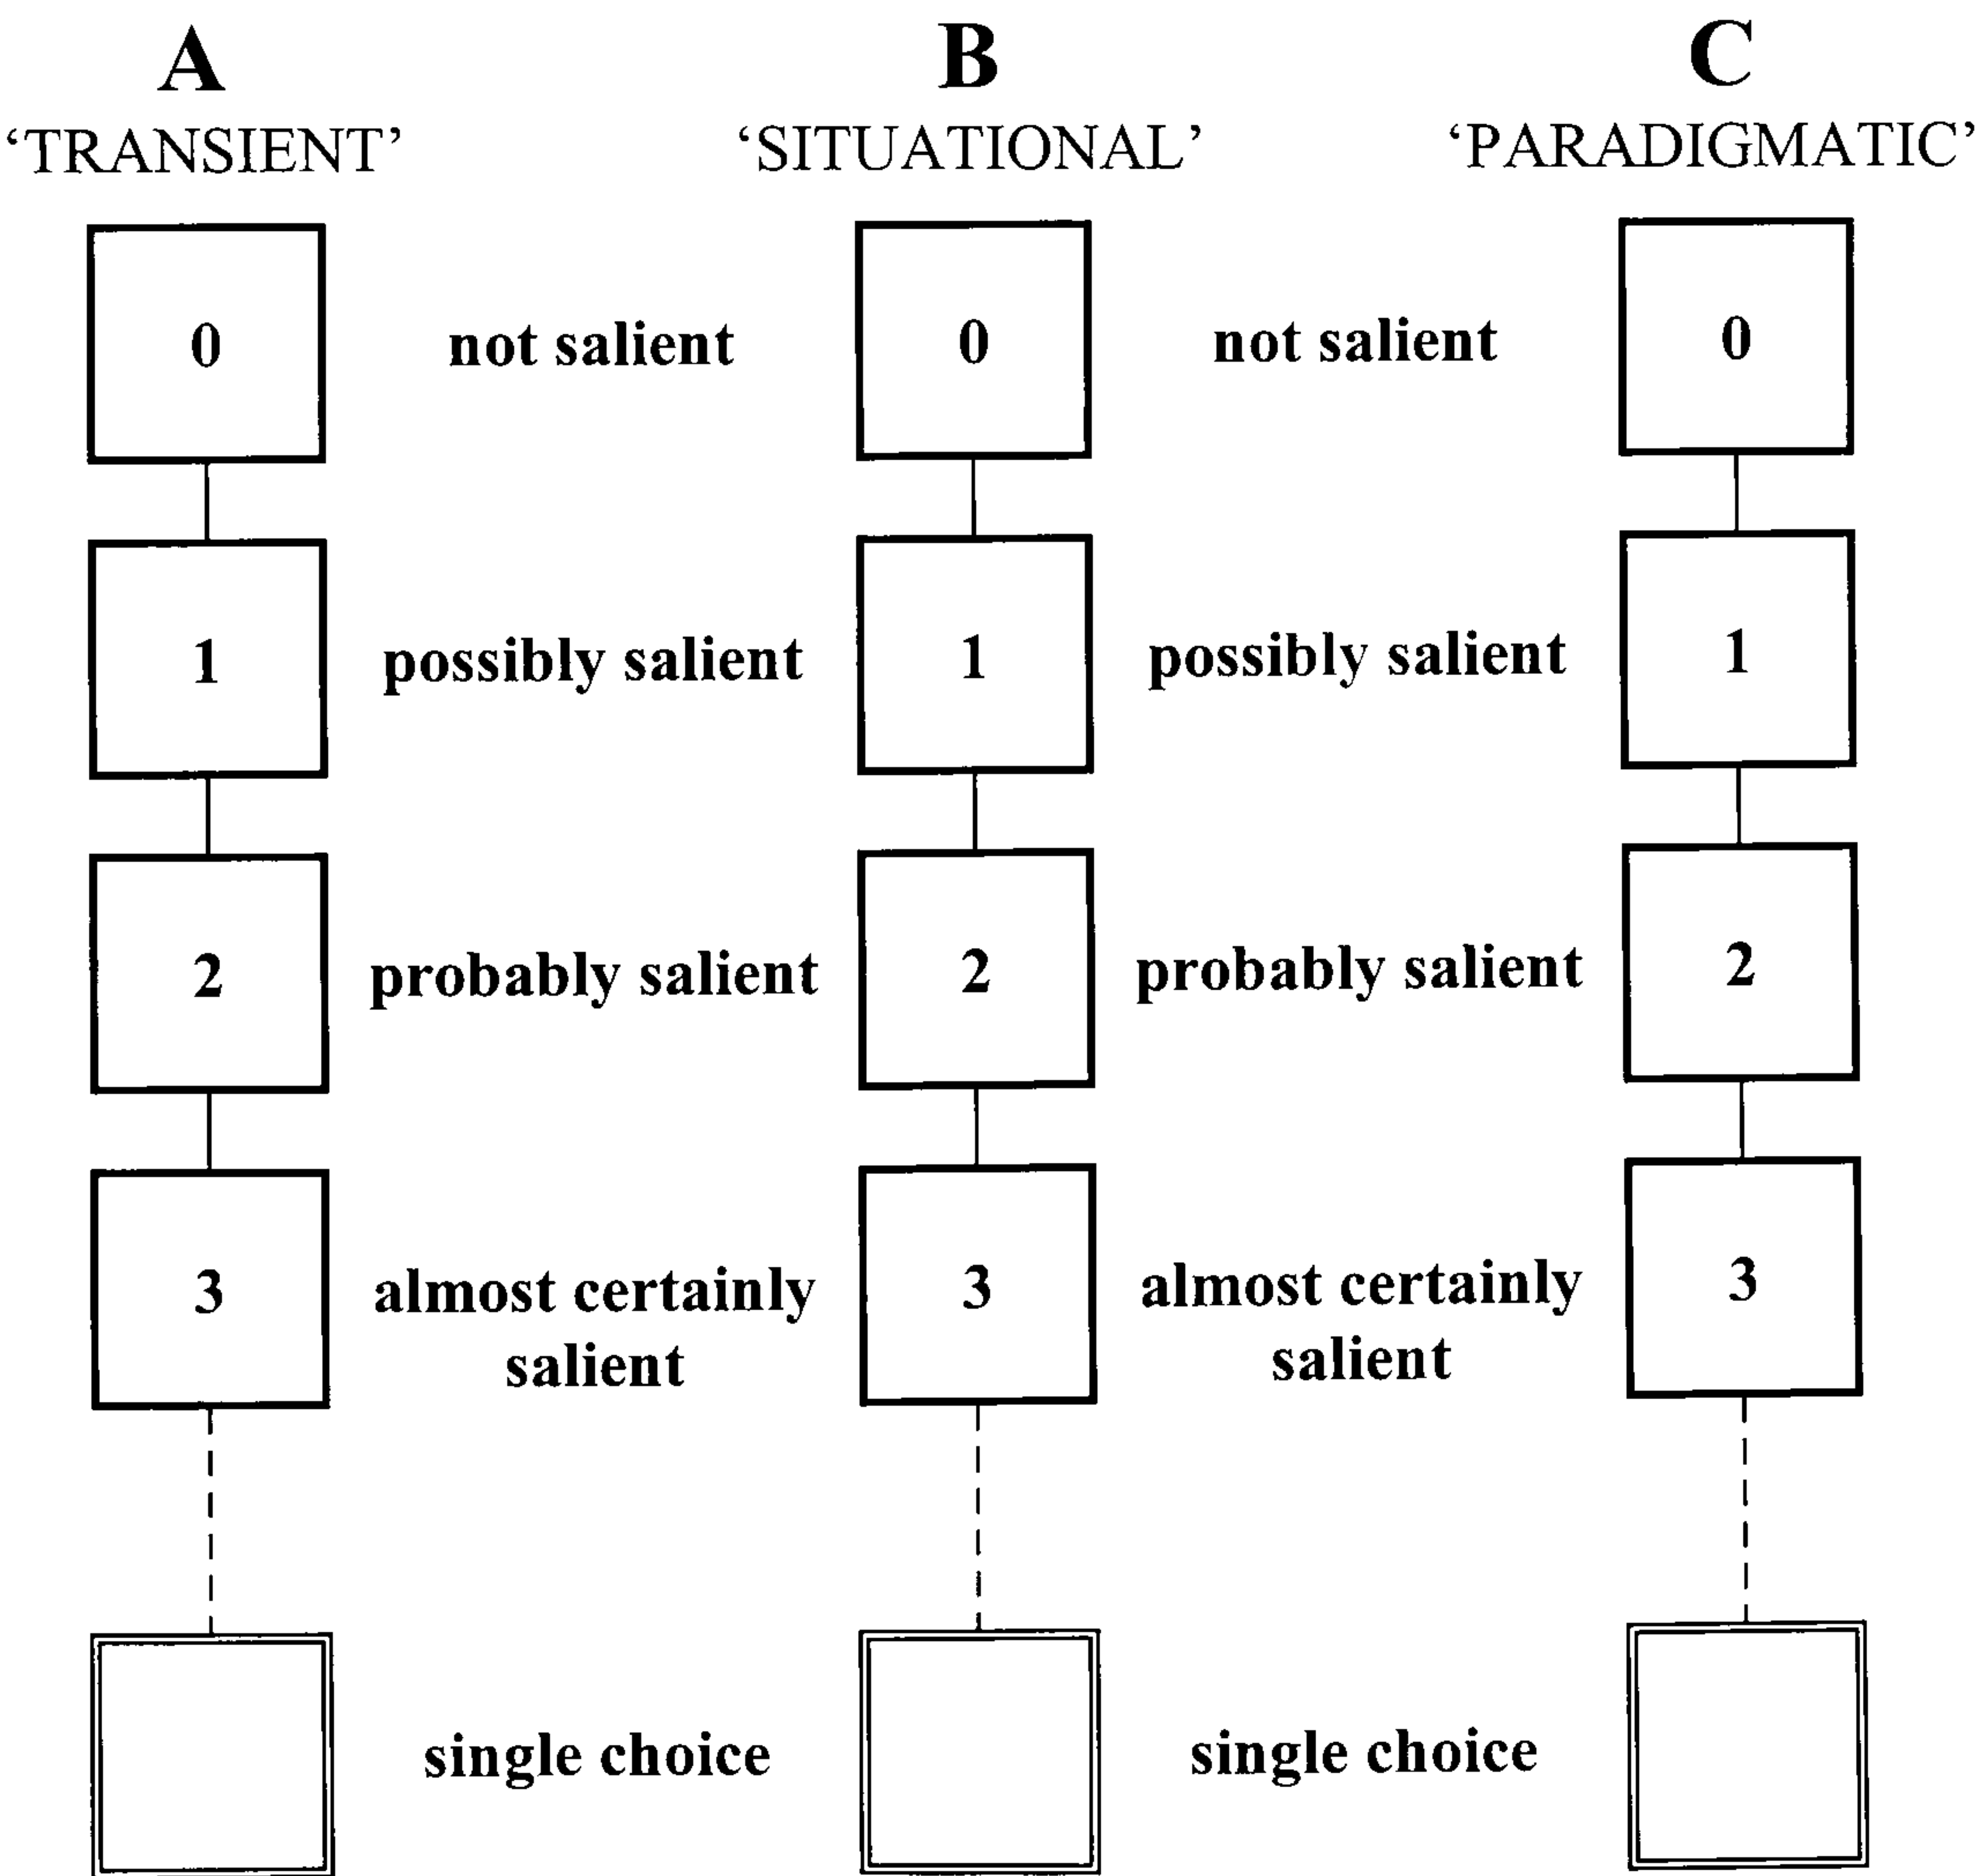 A B C
‘TRANSIENT’ ‘SITUATIONAL’ ‘PARADIGMATIC’
0 not salient 0 not salient 0
1 possibly salient 1 possibly salient 1
2 probably salient 2 probably salient 2
3 almost certainly 3 almost certainly 3
salient salient
single choice single choice